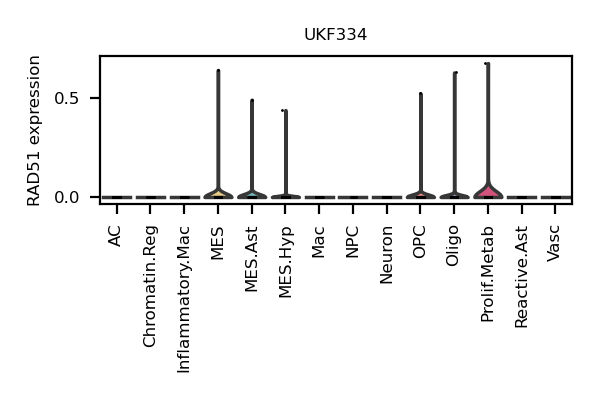 UKF334
RAD51 expression
0.5
0.0
AC
Chromatin.Reg
Inflammatory.Mac
MES
MES.Ast
MES.Hyp
Mac
NPC
Neuron
OPC
Oligo
Prolif.Metab
Reactive.Ast
Vasc